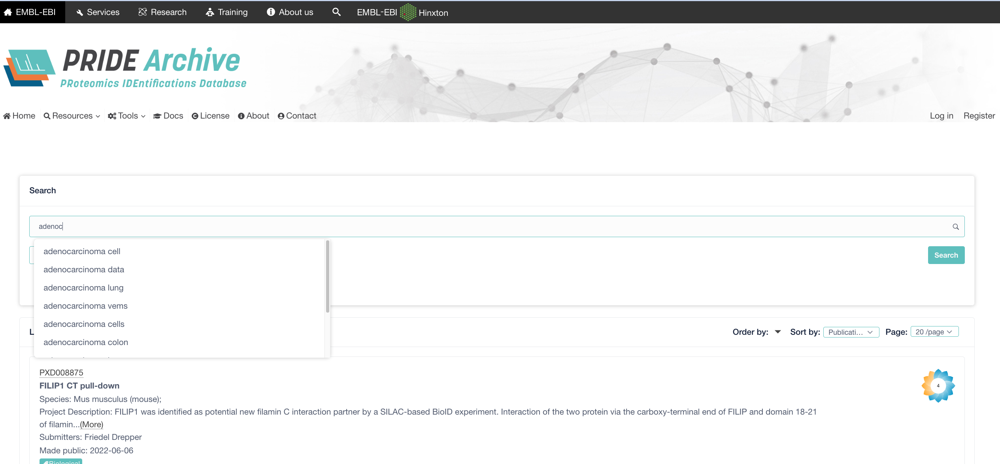 EMBL-EBI Services Research Training About us EMBL-EBI Hinxton
PRIDE Archive
PRoteomics IDEntifications Database
Home Resources Tools Docs License About Contact Log in Register
Search
adenoc
adenocarcinoma cell
Search
adenocarcinoma data
adenocarcinoma lung
adenocarcinoma vems
adenocarcinoma cells
L Order by: Sort by: Publicati... Page: 20 /page
adenocarcinoma colon
PXD008875
FILIP1 CT pull-down
4
Species: Mus musculus (mouse);
Project Description: FILIP1 was identified as potential new filamin C interaction partner by a SILAC-based BioID experiment. Interaction of the two protein via the carboxy-terminal end of FILIP and domain 18-21
of filamin...(More)
Submitters: Friedel Drepper
Made public: 2022-06-06
Biological